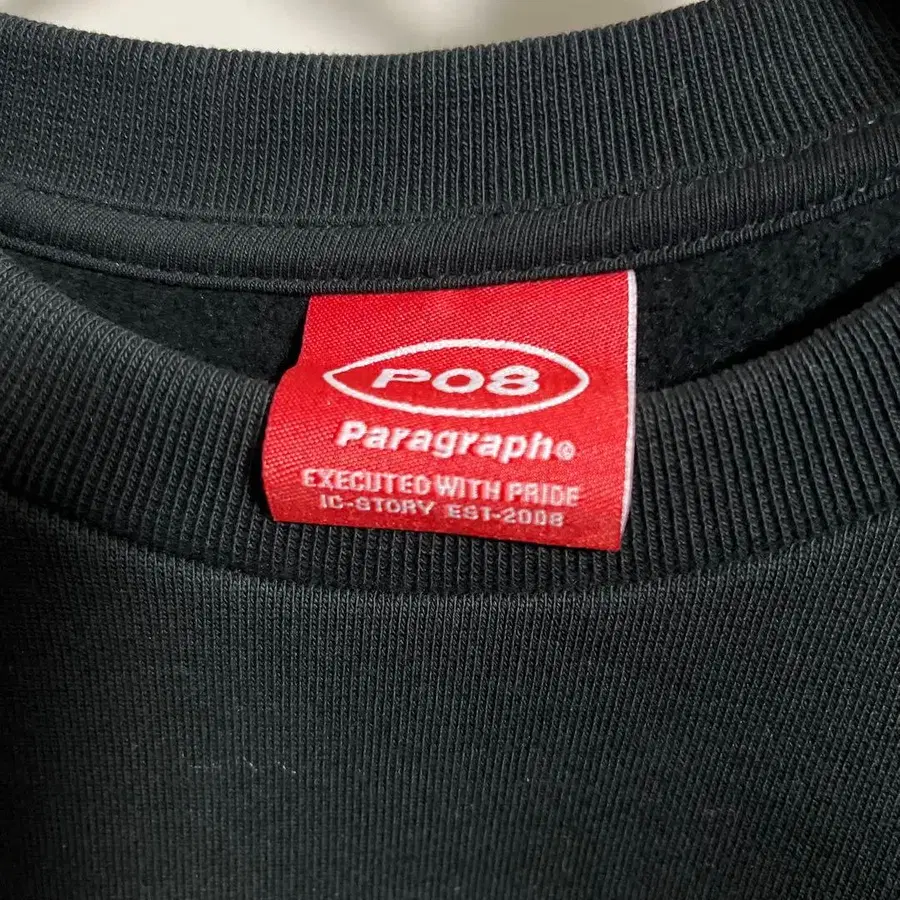 P08
Paragraph©
EXECUTED WITH PRIDE
IC-STORY EST-2008